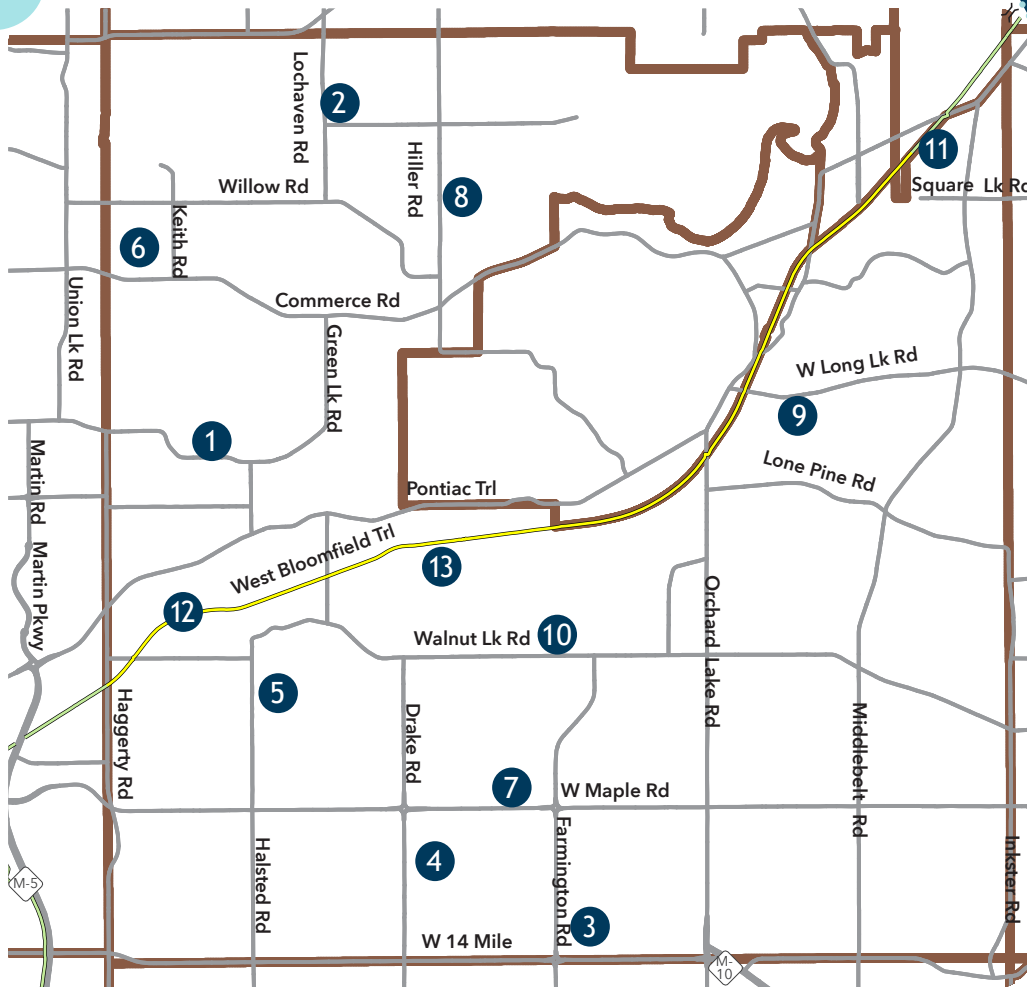 Lochaven Rd
2
11
Hiller Rd
Square Lk Rd
Willow Rd
8
Keith Rd
6
Union Lk Rd
Commerce Rd
Green Lk Rd
W Long Lk Rd
9
1
Martin Rd
Lone Pine Rd
Pontiac Trl
West Bloomfield Trl
Martin Pkwy
13
12
Orchard Lake Rd
Walnut Lk Rd
10
5
Haggerty Rd
Drake Rd
Middlebelt Rd
7
W Maple Rd
Farmington Rd
Halsted Rd
4
Inkster Rd
M-5
3
W 14 Mile
M-
10